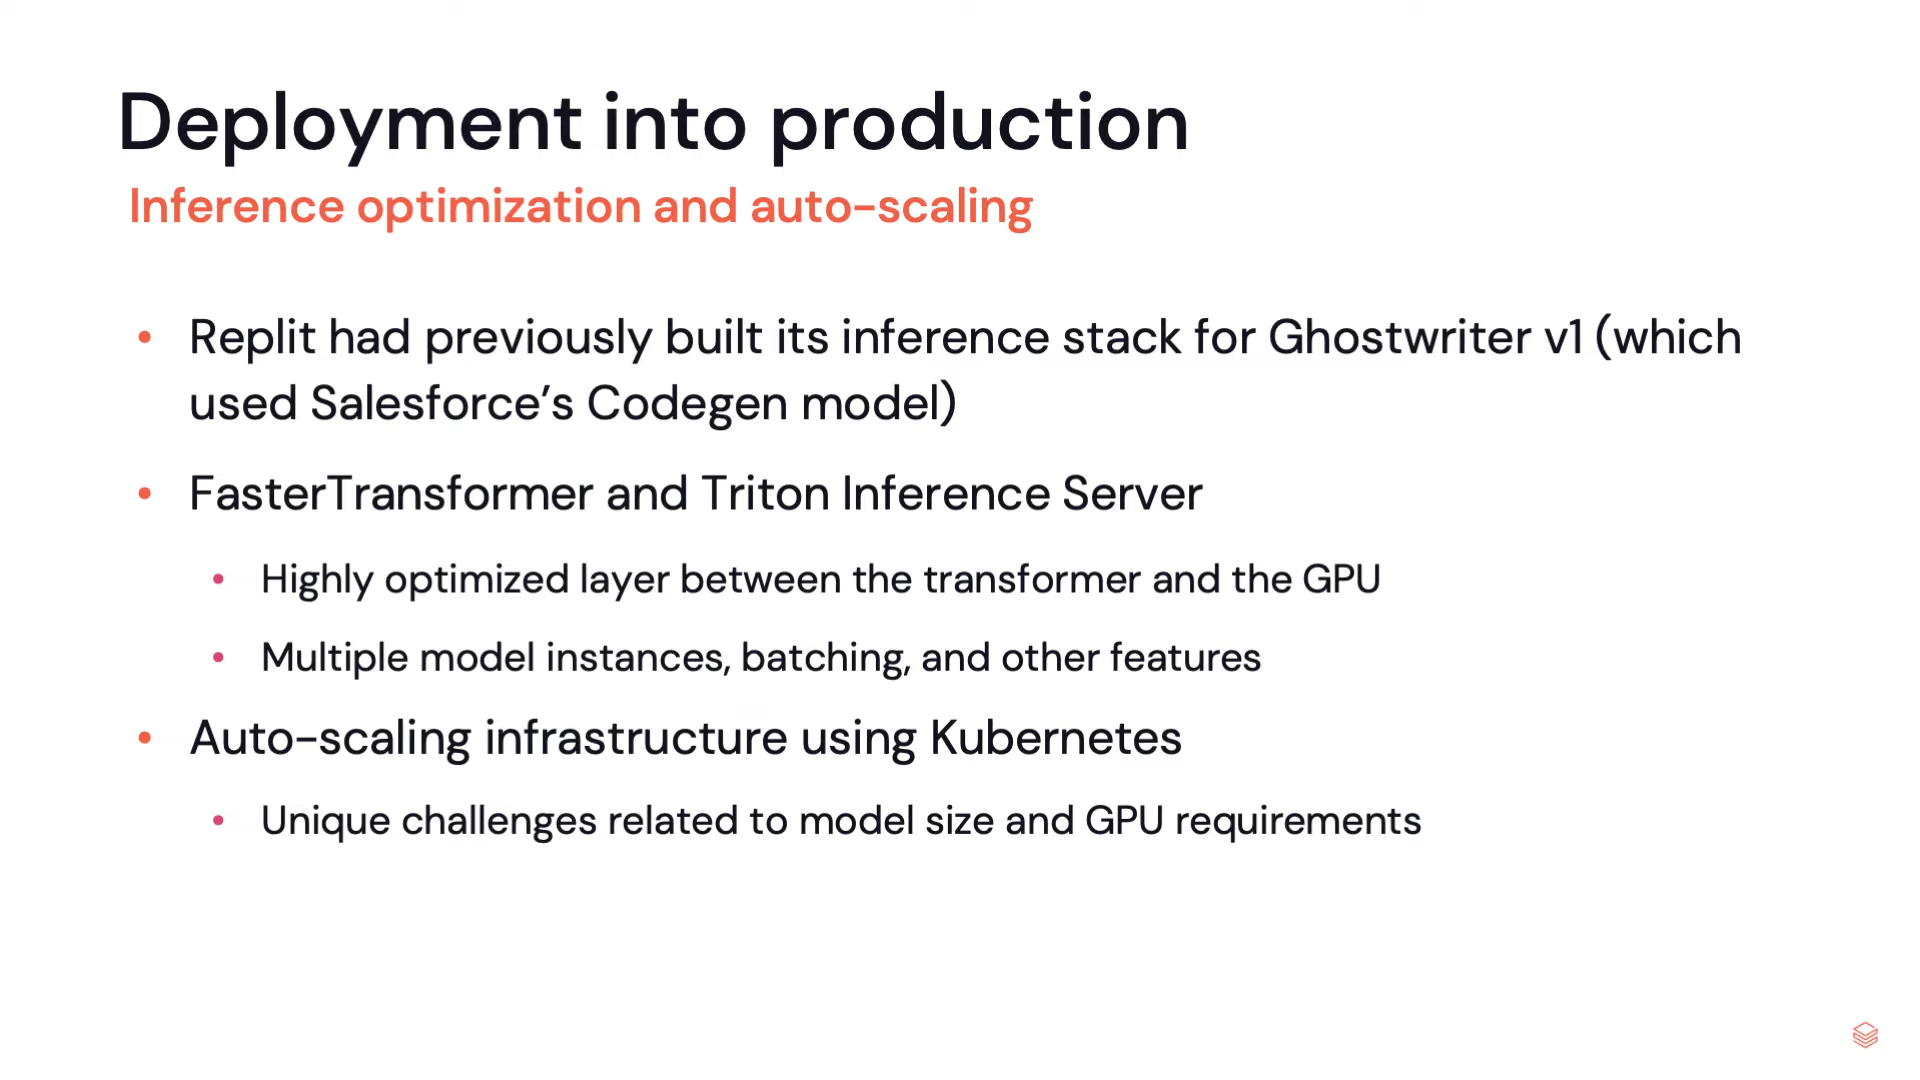 Deployment into production
Inference optimization and auto-scaling
• Replit had previously built its inference stack for Ghostwriter v1 (which
used Salesforce’s Codegen model)
• FasterTransformer and Triton Inference Server
• Highly optimized layer between the transformer and the GPU
• Multiple model instances, batching, and other features
• Auto-scaling infrastructure using Kubernetes
• Unique challenges related to model size and GPU requirements